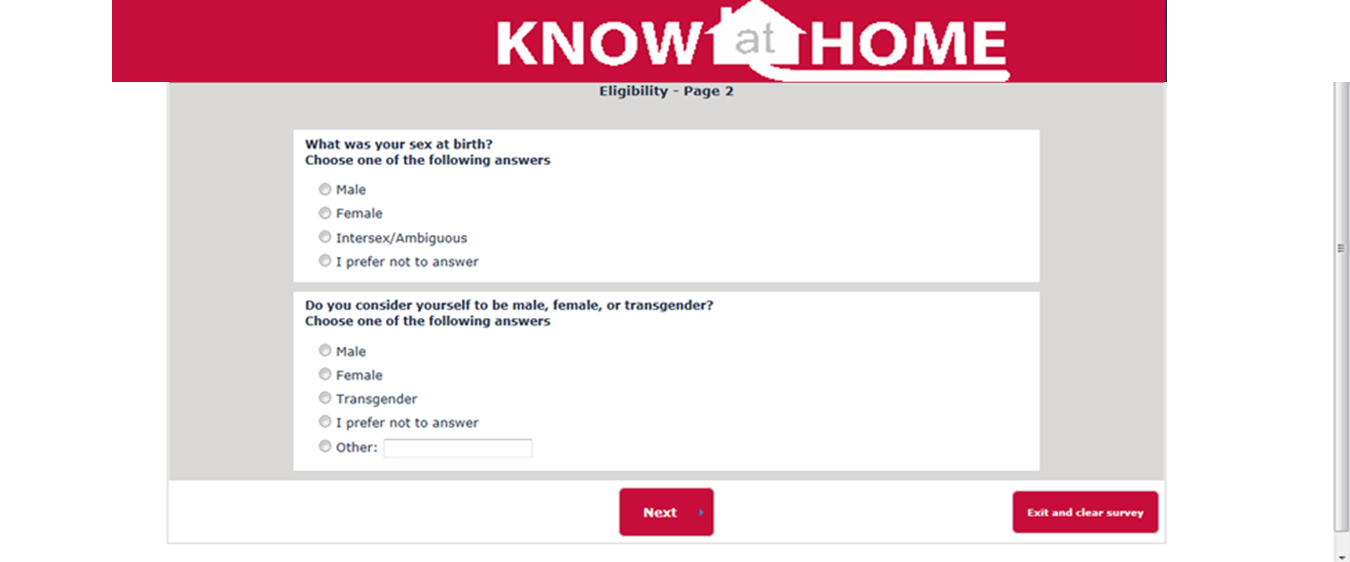 KNOW at HOME
Eligibility - Page 2
What was your sex at birth?
Choose one of the following answers
Male
Female
Intersex/Ambiguous
I prefer not to answer
Do you consider yourself to be male, female, or transgender?
Choose one of the following answers
Male
Female
Transgender
I prefer not to answer
Other:
Next
Exit and clear survey